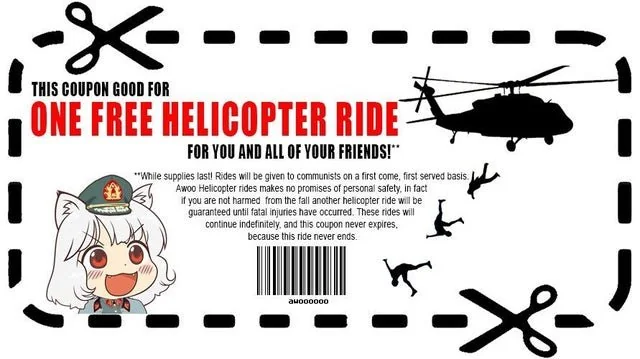 THIS COUPON GOOD FOR
ONE FREE HELICOPTER RIDE
FOR YOU AND ALL OF YOUR FRIENDS!**
**While supplies last! Rides will be given to communists on a first come, first served basis.
Awoo Helicopter rides makes no promises of personal safety, in fact
if you are not harmed from the fall another helicopter ride will be
guaranteed until fatal injuries have occurred. These rides will
continue indefinitely, and this coupon never expires,
because this ride never ends.
awoooooo